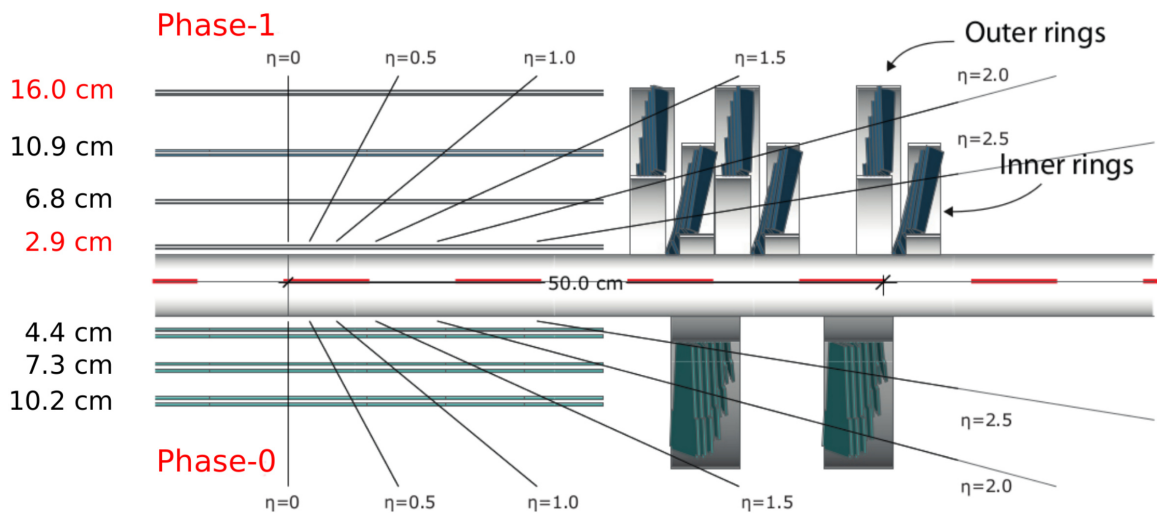 Phase-1
η=0
η=0.5
η=1.0
η=1.5
Outer rings
η=2.0
16.0 cm
10.9 cm
η=2.5
Inner rings
6.8 cm
2.9 cm
50.0 cm
4.4 cm
7.3 cm
10.2 cm
η=2.5
Phase-0
η=2.0
η=0
η=0.5
η=1.0
η=1.5